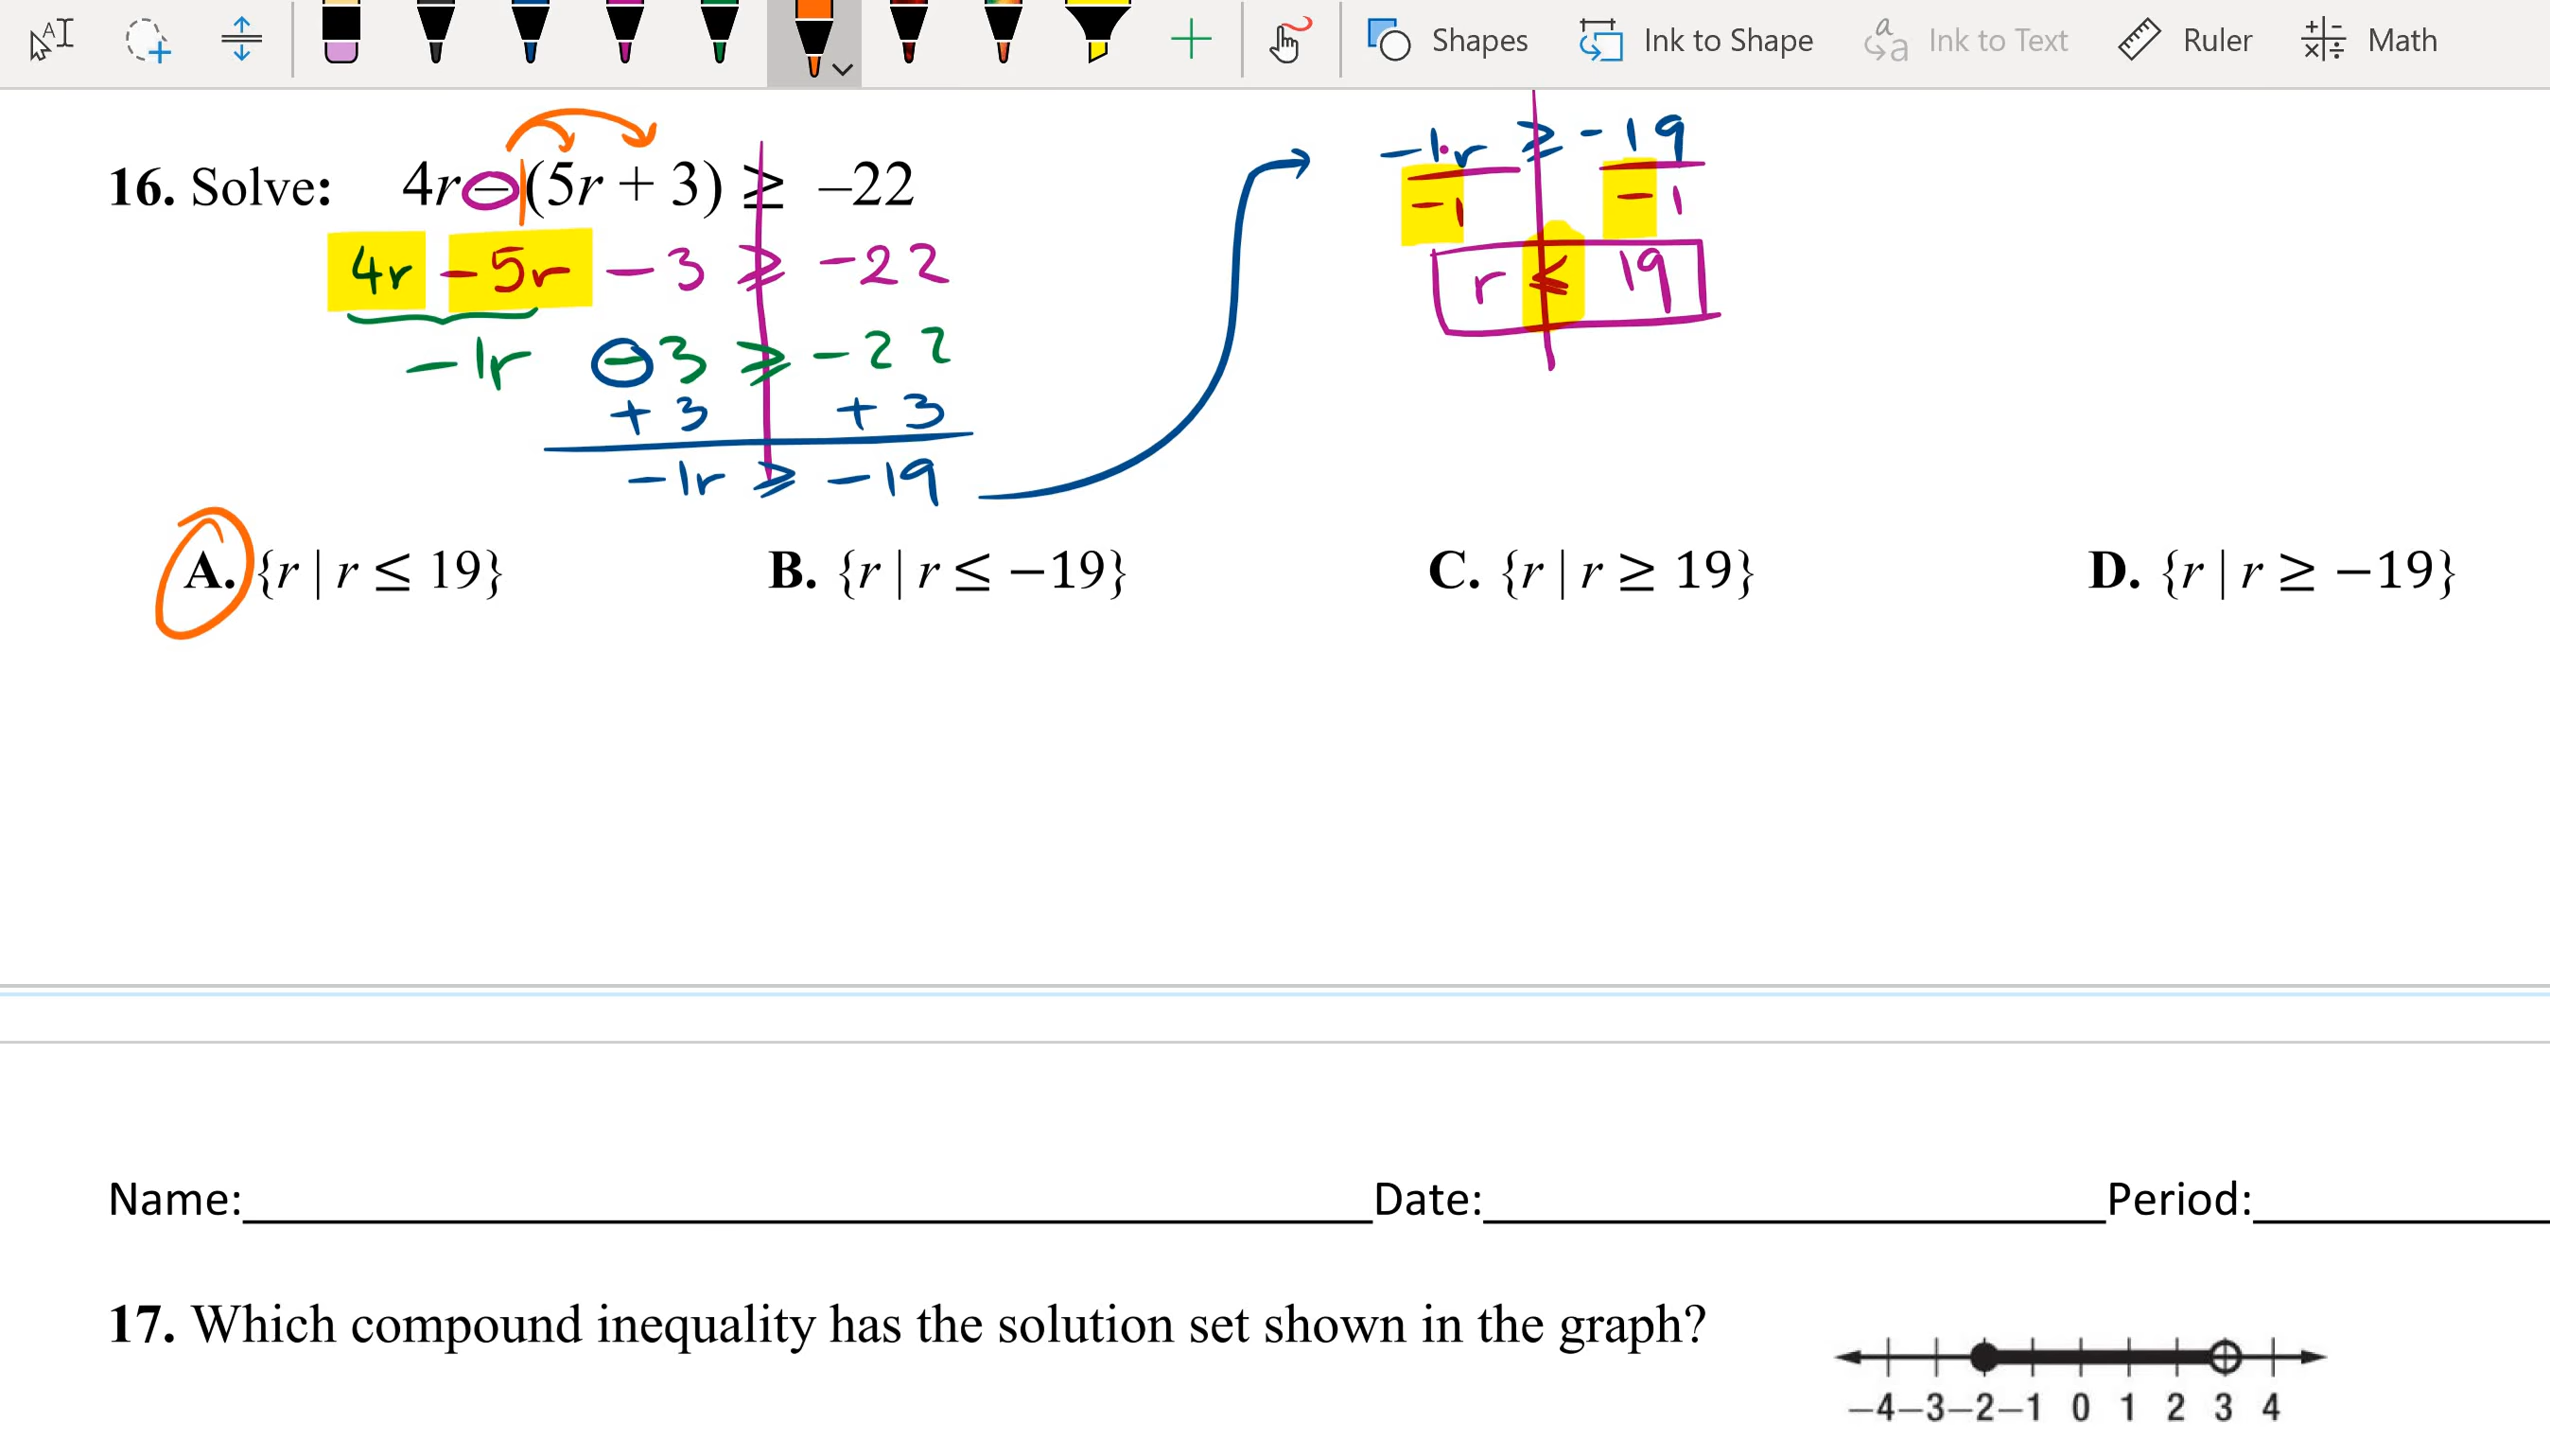 Shapes Ink to Shape Ink to Text Ruler Math
16. Solve: 4r – (5r + 3) ≥ –22
4r - 5r - 3 ≥ -22
-1r - 3 ≥ -22
+ 3 + 3
-1r ≥ -19
-1·r ≥ -19
-1 -1
r ≤ 19
A. {r | r ≤ 19} B. {r | r ≤ −19} C. {r | r ≥ 19} D. {r | r ≥ −19}
Name: Date: Period:
17. Which compound inequality has the solution set shown in the graph?
–4 –3 –2 –1 0 1 2 3 4